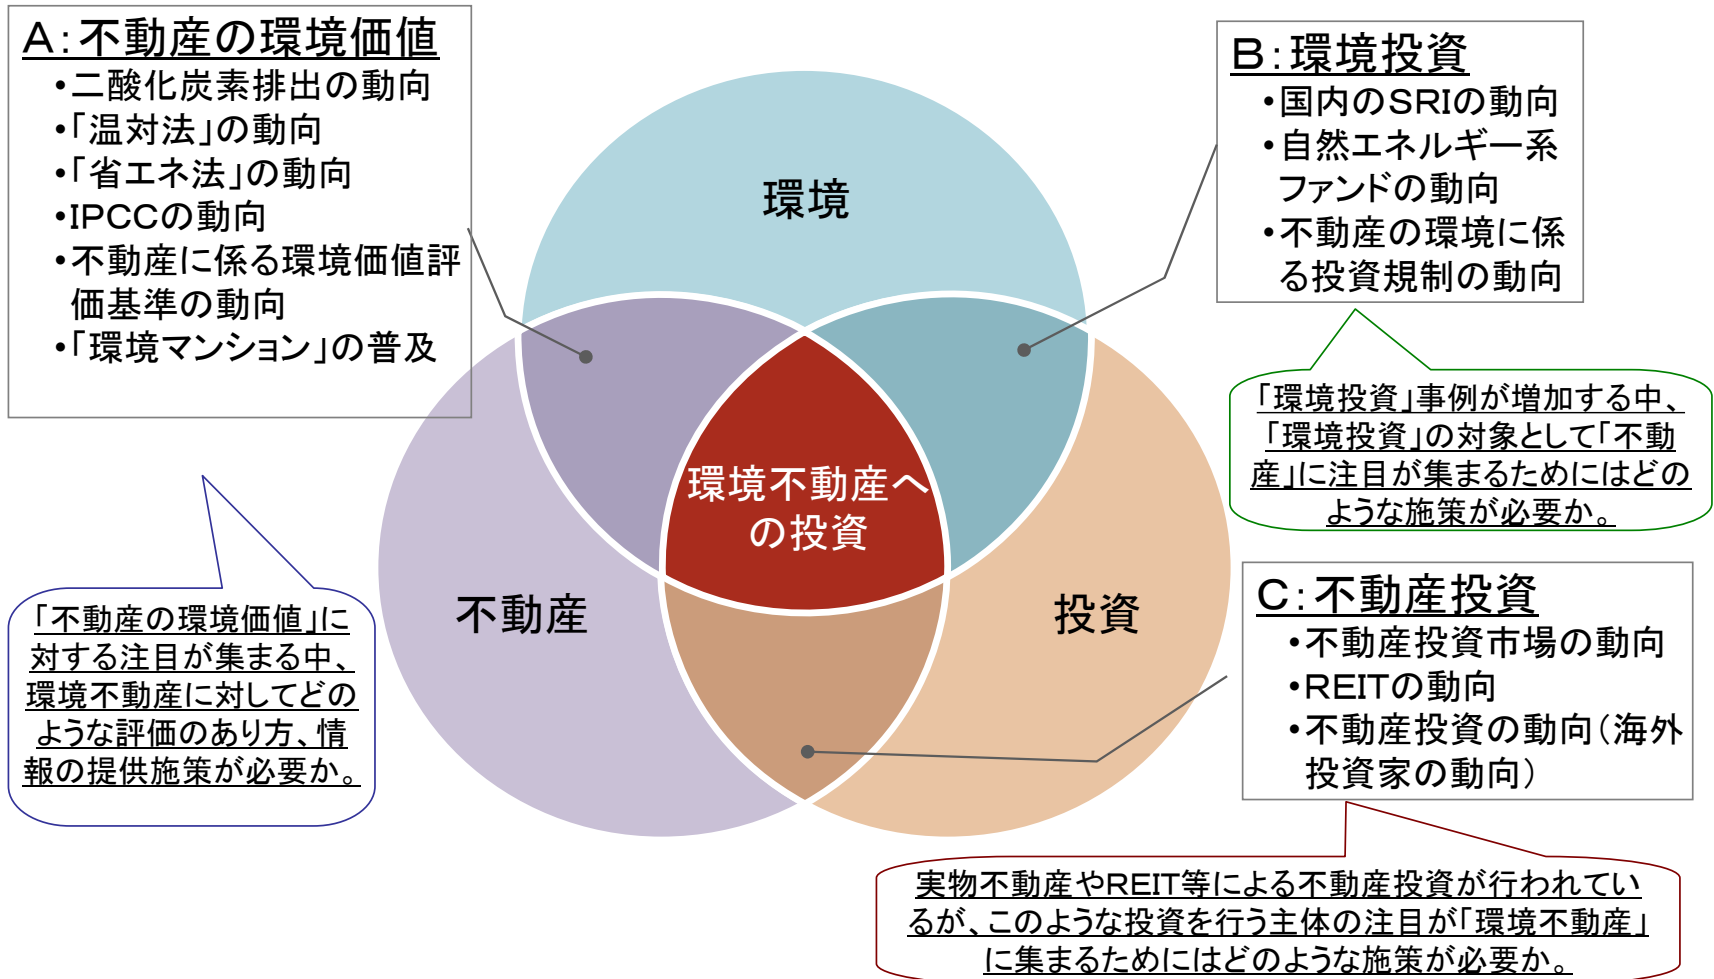 A:不動産の環境価値
・二酸化炭素排出の動向
・「温対法」の動向
・「省エネ法」の動向
・IPCCの動向
・不動産に係る環境価値評
価基準の動向
・「環境マンション」の普及
B:環境投資
・国内のSRIの動向
・自然エネルギー系
ファンドの動向
・不動産の環境に係
る投資規制の動向
環境
「環境投資」事例が増加する中、
「環境投資」の対象として「不動
産」に注目が集まるためにはどの
ような施策が必要か。
環境不動産へ
の投資
不動産
投資
「不動産の環境価値」に
対する注目が集まる中、
環境不動産に対してどの
ような評価のあり方、情
報の提供施策が必要か。
C:不動産投資
・不動産投資市場の動向
・REITの動向
・不動産投資の動向(海外
投資家の動向)
実物不動産やREIT等による不動産投資が行われてい
るが、このような投資を行う主体の注目が「環境不動産」
に集まるためにはどのような施策が必要か。